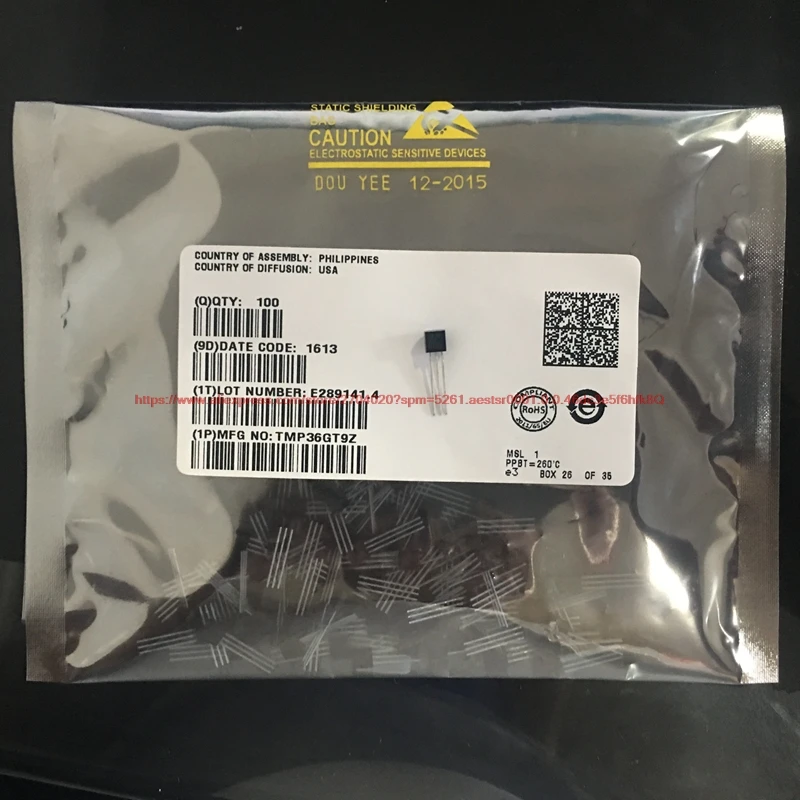 STATIC SHIELDING
BAG
CAUTION
ELECTROSTATIC SENSITIVE DEVICES
DOU YEE 12-2015
COUNTRY OF ASSEMBLY: PHILIPPINES
COUNTRY OF DIFFUSION: USA
(Q)QTY: 100
(9D)DATE CODE: 1613
(1T)LOT NUMBER: E289141.4
(1P)MFG NO: TMP36GT9Z
COMPLIANT
RoHS
e
MSL 1
PPBT=260'C
e3 BOX 26 OF 35